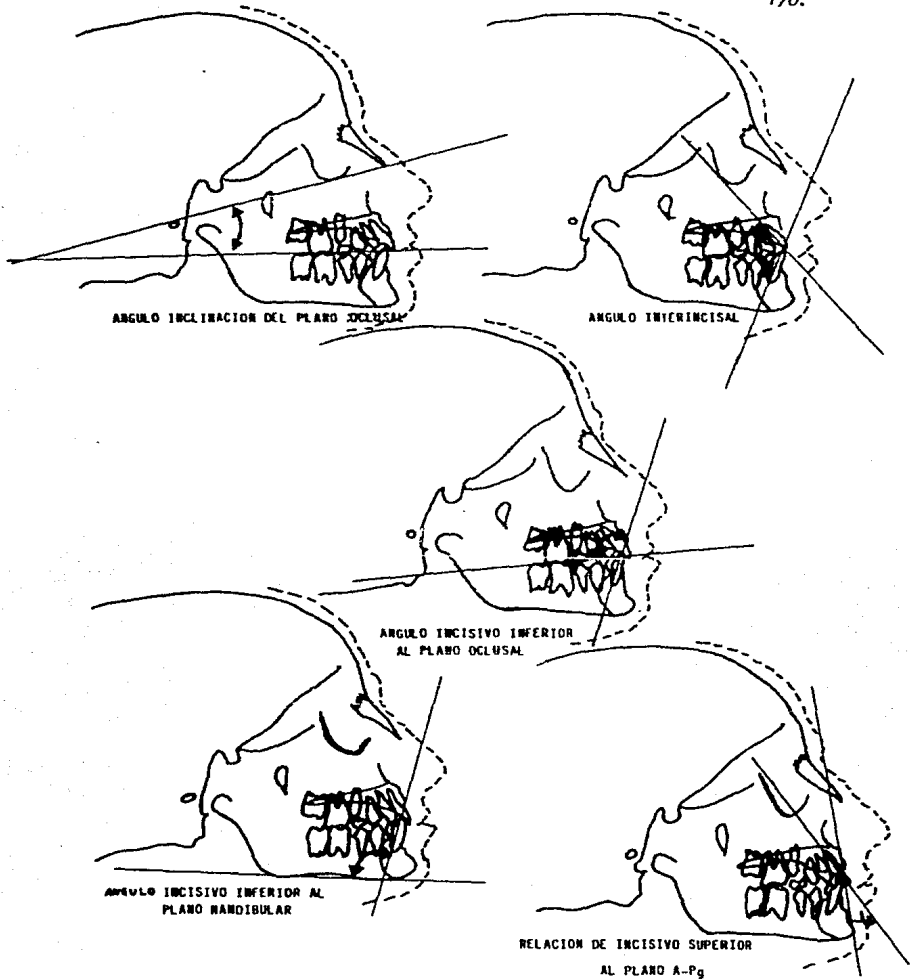 170.
ANGULO INCLINACION DEL PLANO OCLUSAL
ANGULO INTERINCISAL
ANGULO INCISIVO INFERIOR
AL PLANO OCLUSAL
ANGULO INCISIVO INFERIOR AL
PLANO MANDIBULAR
RELACION DE INCISIVO SUPERIOR
AL PLANO A-Pg